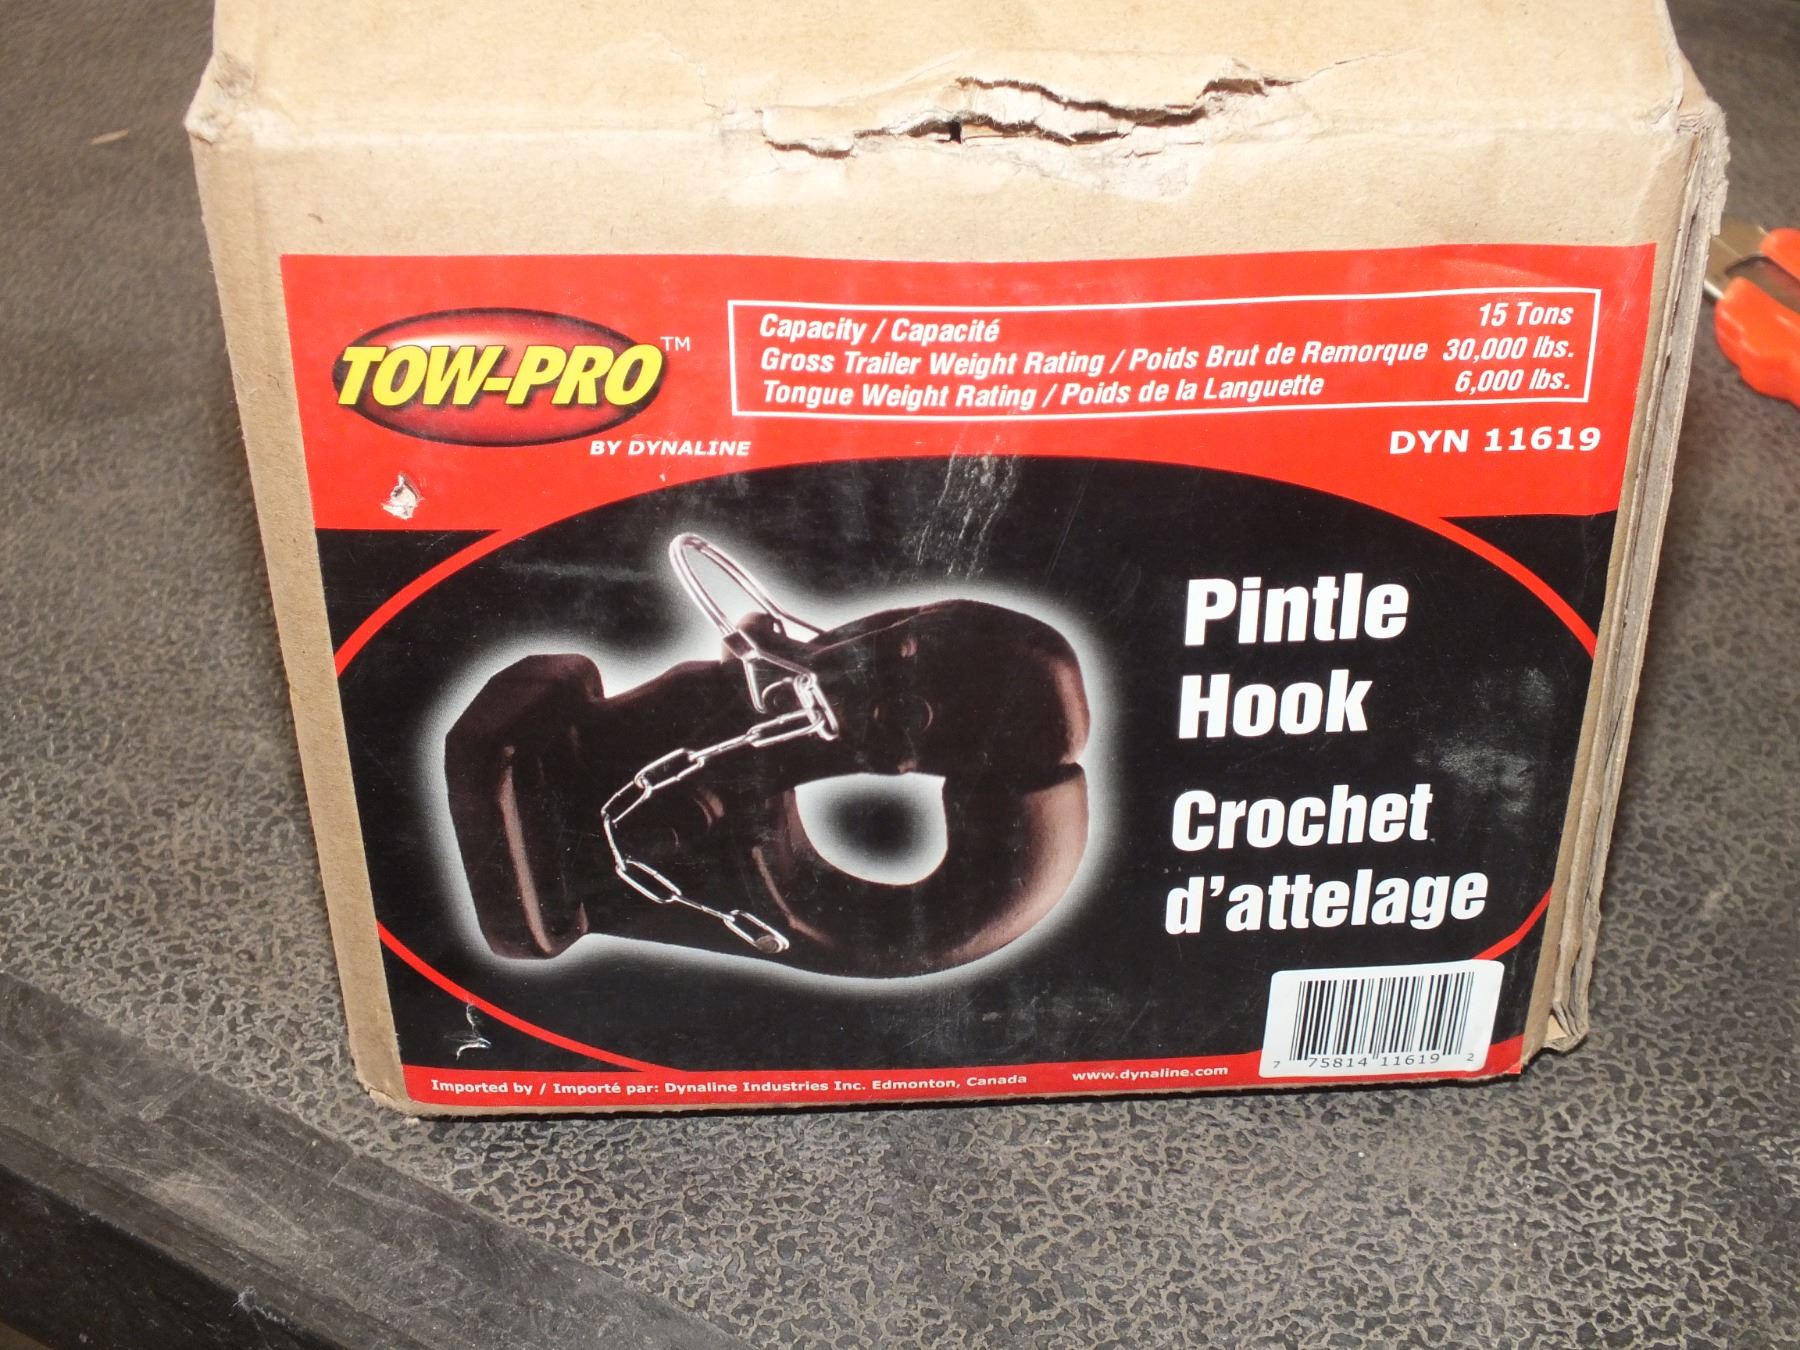 TOW-PRO™
BY DYNALINE
Capacity / Capacité 15 Tons
Gross Trailer Weight Rating / Poids Brut de Remorque 30,000 lbs.
Tongue Weight Rating / Poids de la Languette 6,000 lbs.
DYN 11619
Pintle
Hook
Crochet
d'attelage
7 75814 11619 2
Imported by / Importé par: Dynaline Industries Inc. Edmonton, Canada www.dynaline.com